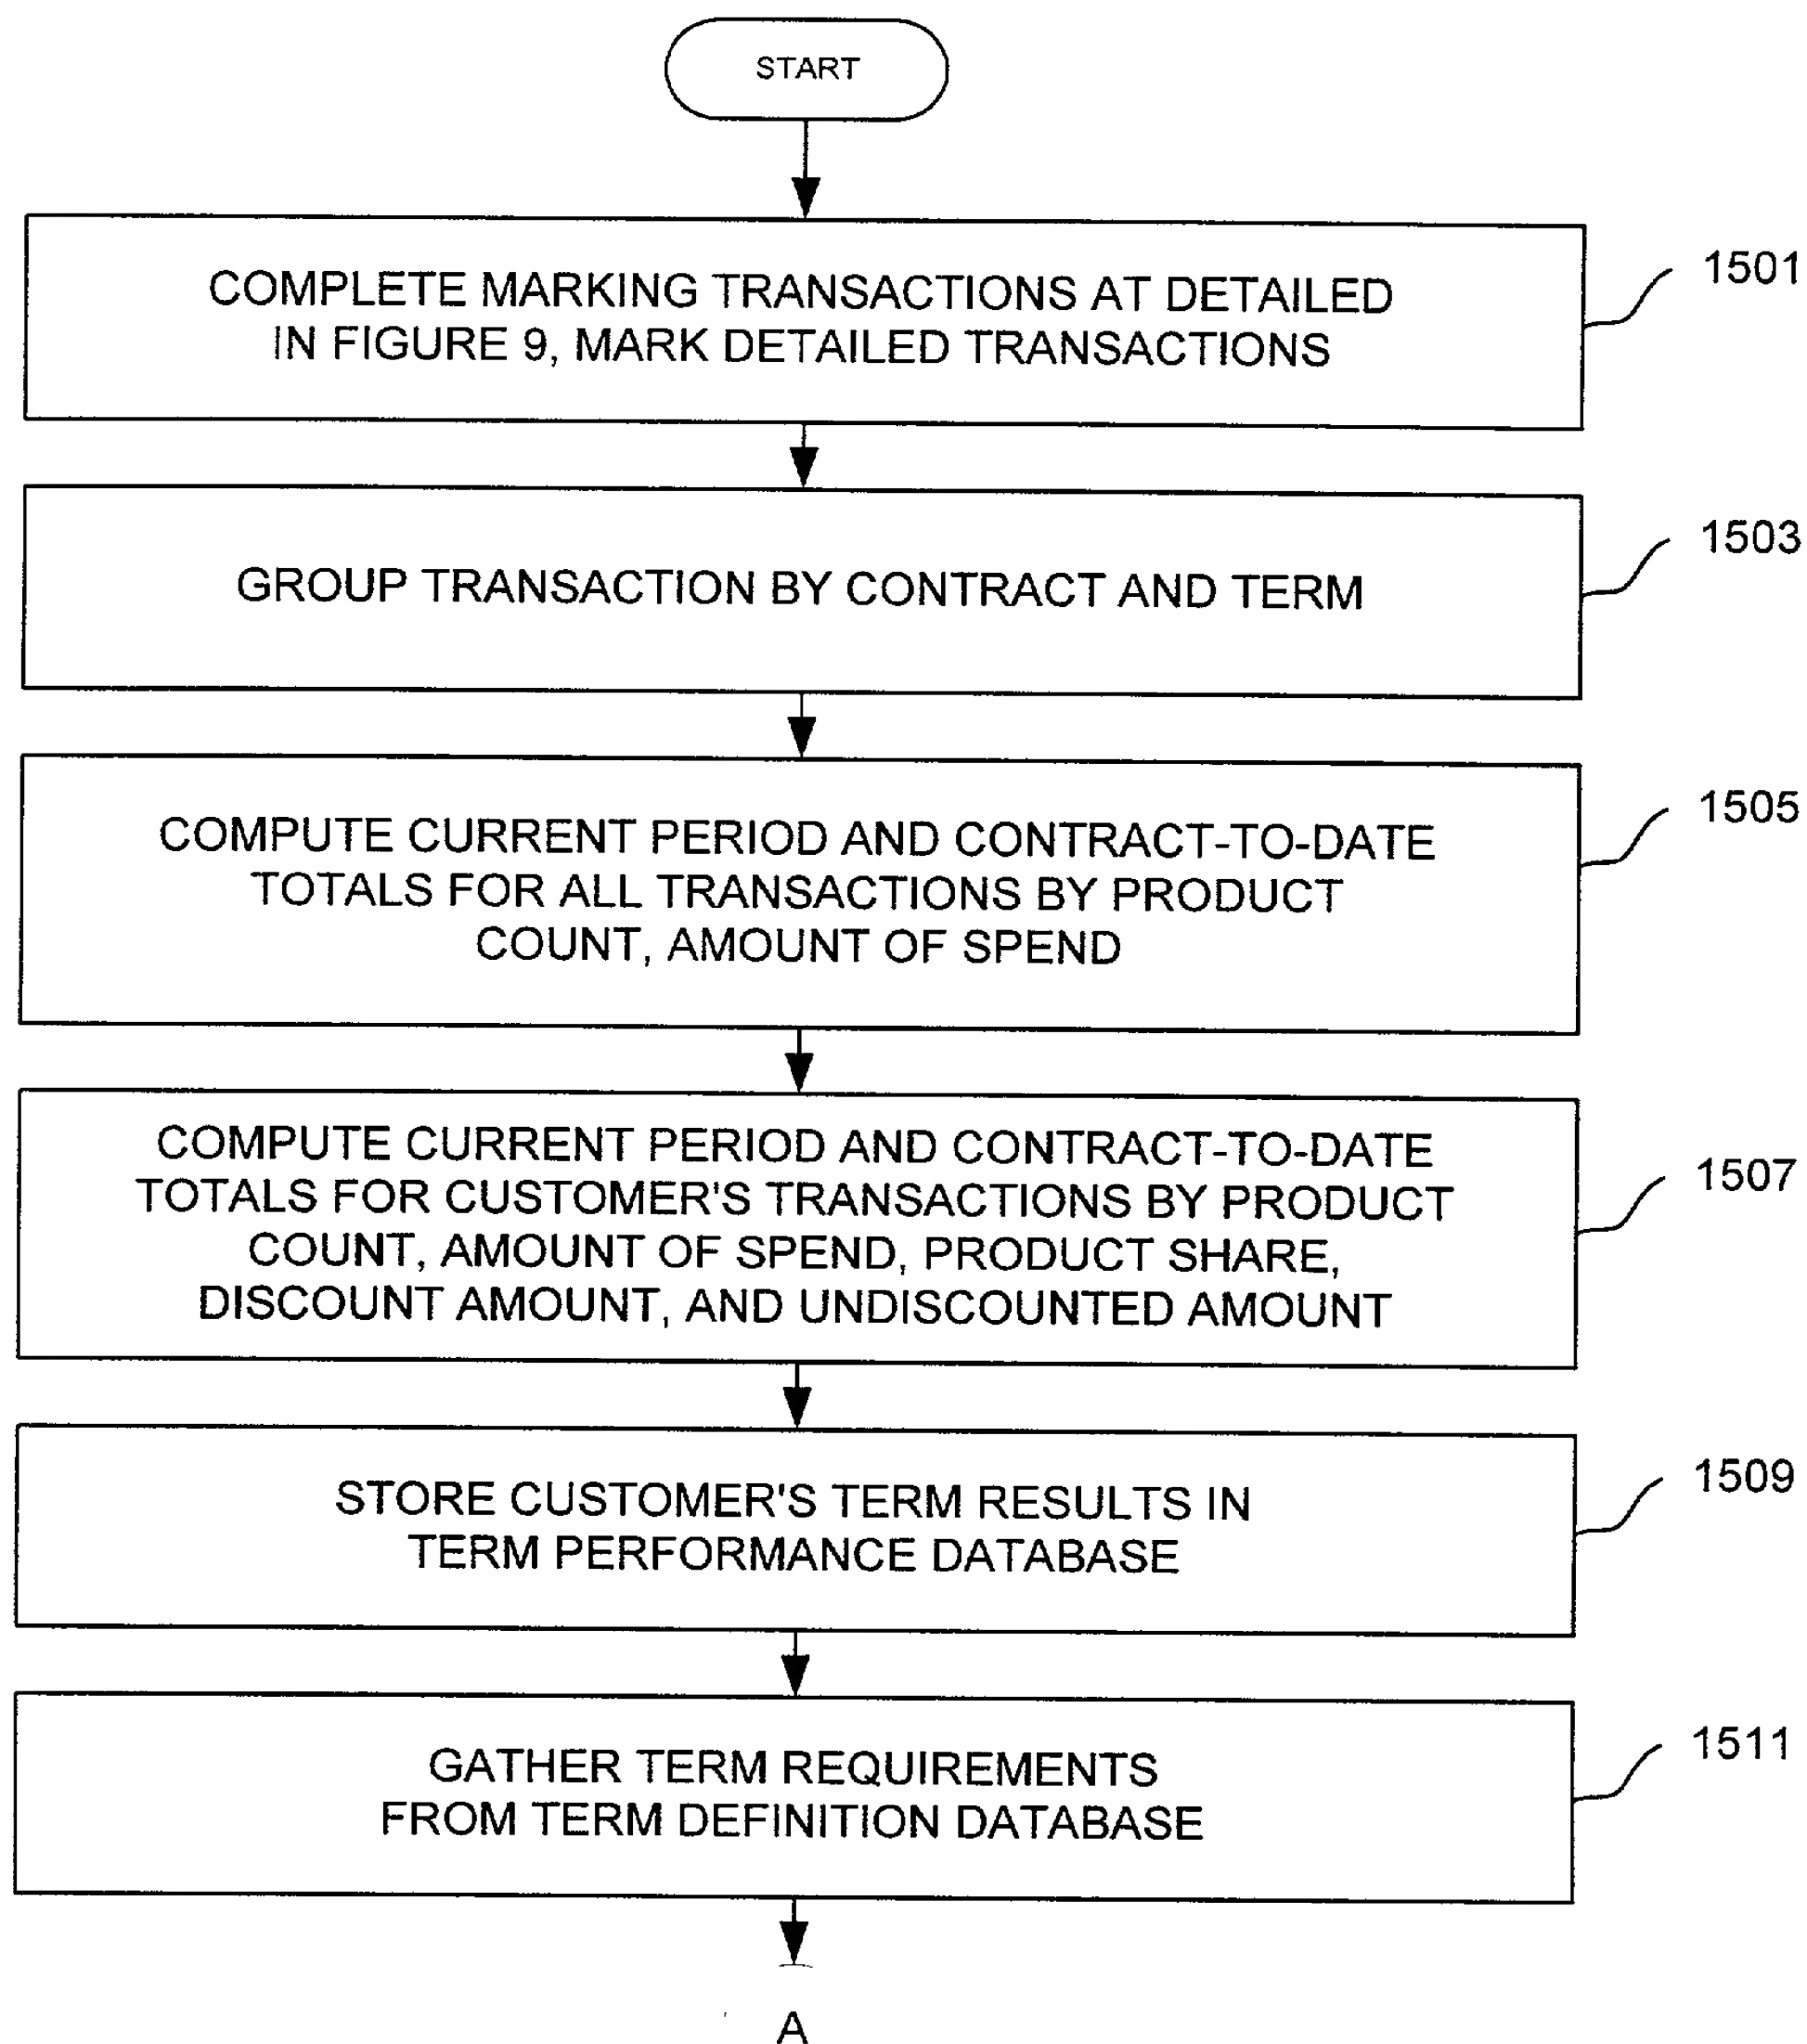 START
COMPLETE MARKING TRANSACTIONS AT DETAILED
IN FIGURE 9, MARK DETAILED TRANSACTIONS
1501
GROUP TRANSACTION BY CONTRACT AND TERM
1503
COMPUTE CURRENT PERIOD AND CONTRACT-TO-DATE
TOTALS FOR ALL TRANSACTIONS BY PRODUCT
COUNT, AMOUNT OF SPEND
1505
COMPUTE CURRENT PERIOD AND CONTRACT-TO-DATE
TOTALS FOR CUSTOMER'S TRANSACTIONS BY PRODUCT
COUNT, AMOUNT OF SPEND, PRODUCT SHARE,
DISCOUNT AMOUNT, AND UNDISCOUNTED AMOUNT
1507
STORE CUSTOMER'S TERM RESULTS IN
TERM PERFORMANCE DATABASE
1509
GATHER TERM REQUIREMENTS
FROM TERM DEFINITION DATABASE
1511
A